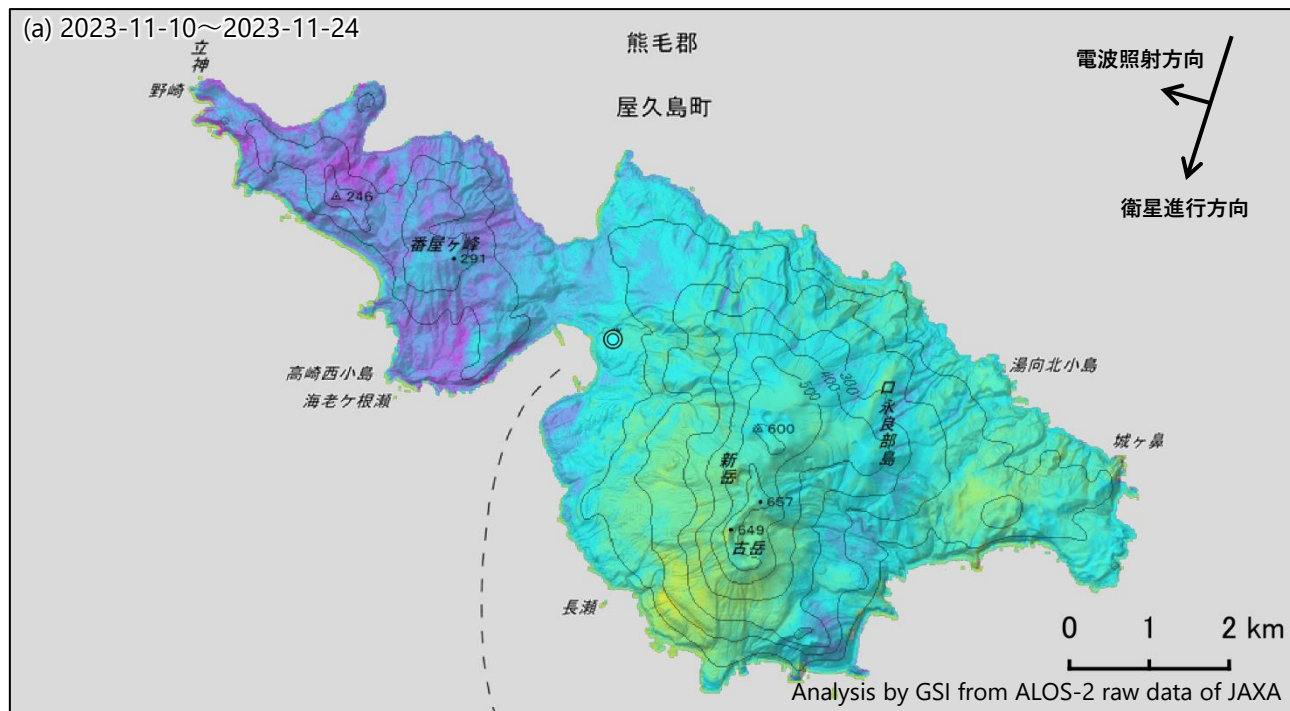 (a) 2023-11-10～2023-11-24
熊毛郡
屋久島町
電波照射方向
衛星進行方向
立神
野崎
246
番屋ヶ峰
291
高崎西小島
海老ケ根瀬
湯向北小島
300
400
500
口永良部島
600
城ヶ鼻
新岳
657
649
古岳
長瀬
0 1 2 km
Analysis by GSI from ALOS-2 raw data of JAXA